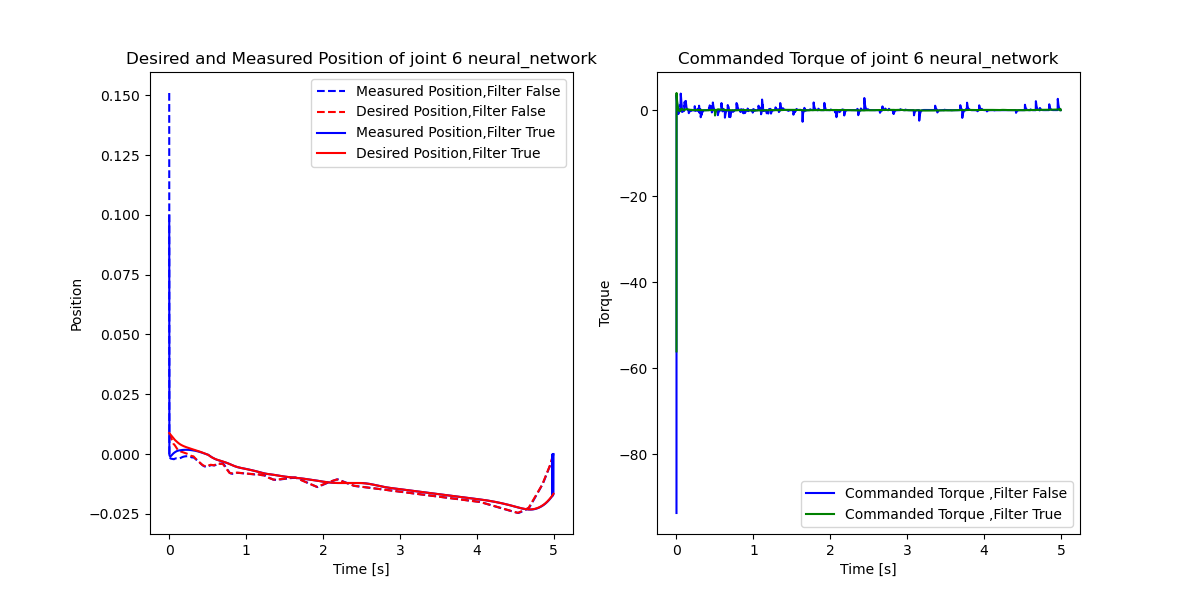 Desired and Measured Position of joint 6 neural_network
Measured Position,Filter False
Desired Position,Filter False
Measured Position,Filter True
Desired Position,Filter True
0.150
0.125
0.100
0.075
0.050
0.025
0.000
−0.025
Position
0 1 2 3 4 5
Time [s]
Commanded Torque of joint 6 neural_network
0
−20
−40
−60
−80
Torque
Commanded Torque ,Filter False
Commanded Torque ,Filter True
0 1 2 3 4 5
Time [s]